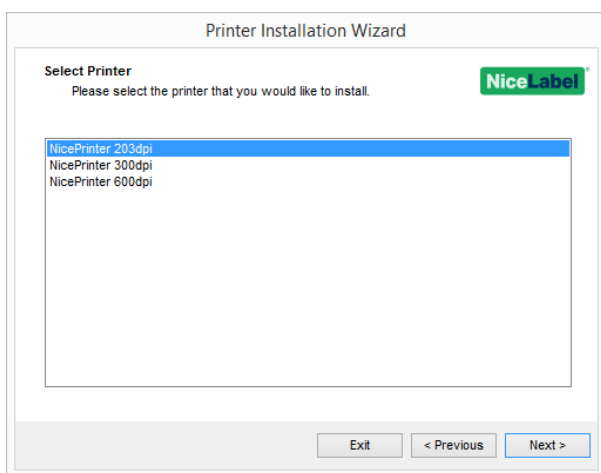 Printer Installation Wizard
Select Printer
Please select the printer that you would like to install.
NiceLabel
NicePrinter 203dpi
NicePrinter 300dpi
NicePrinter 600dpi
Exit
< Previous
Next >